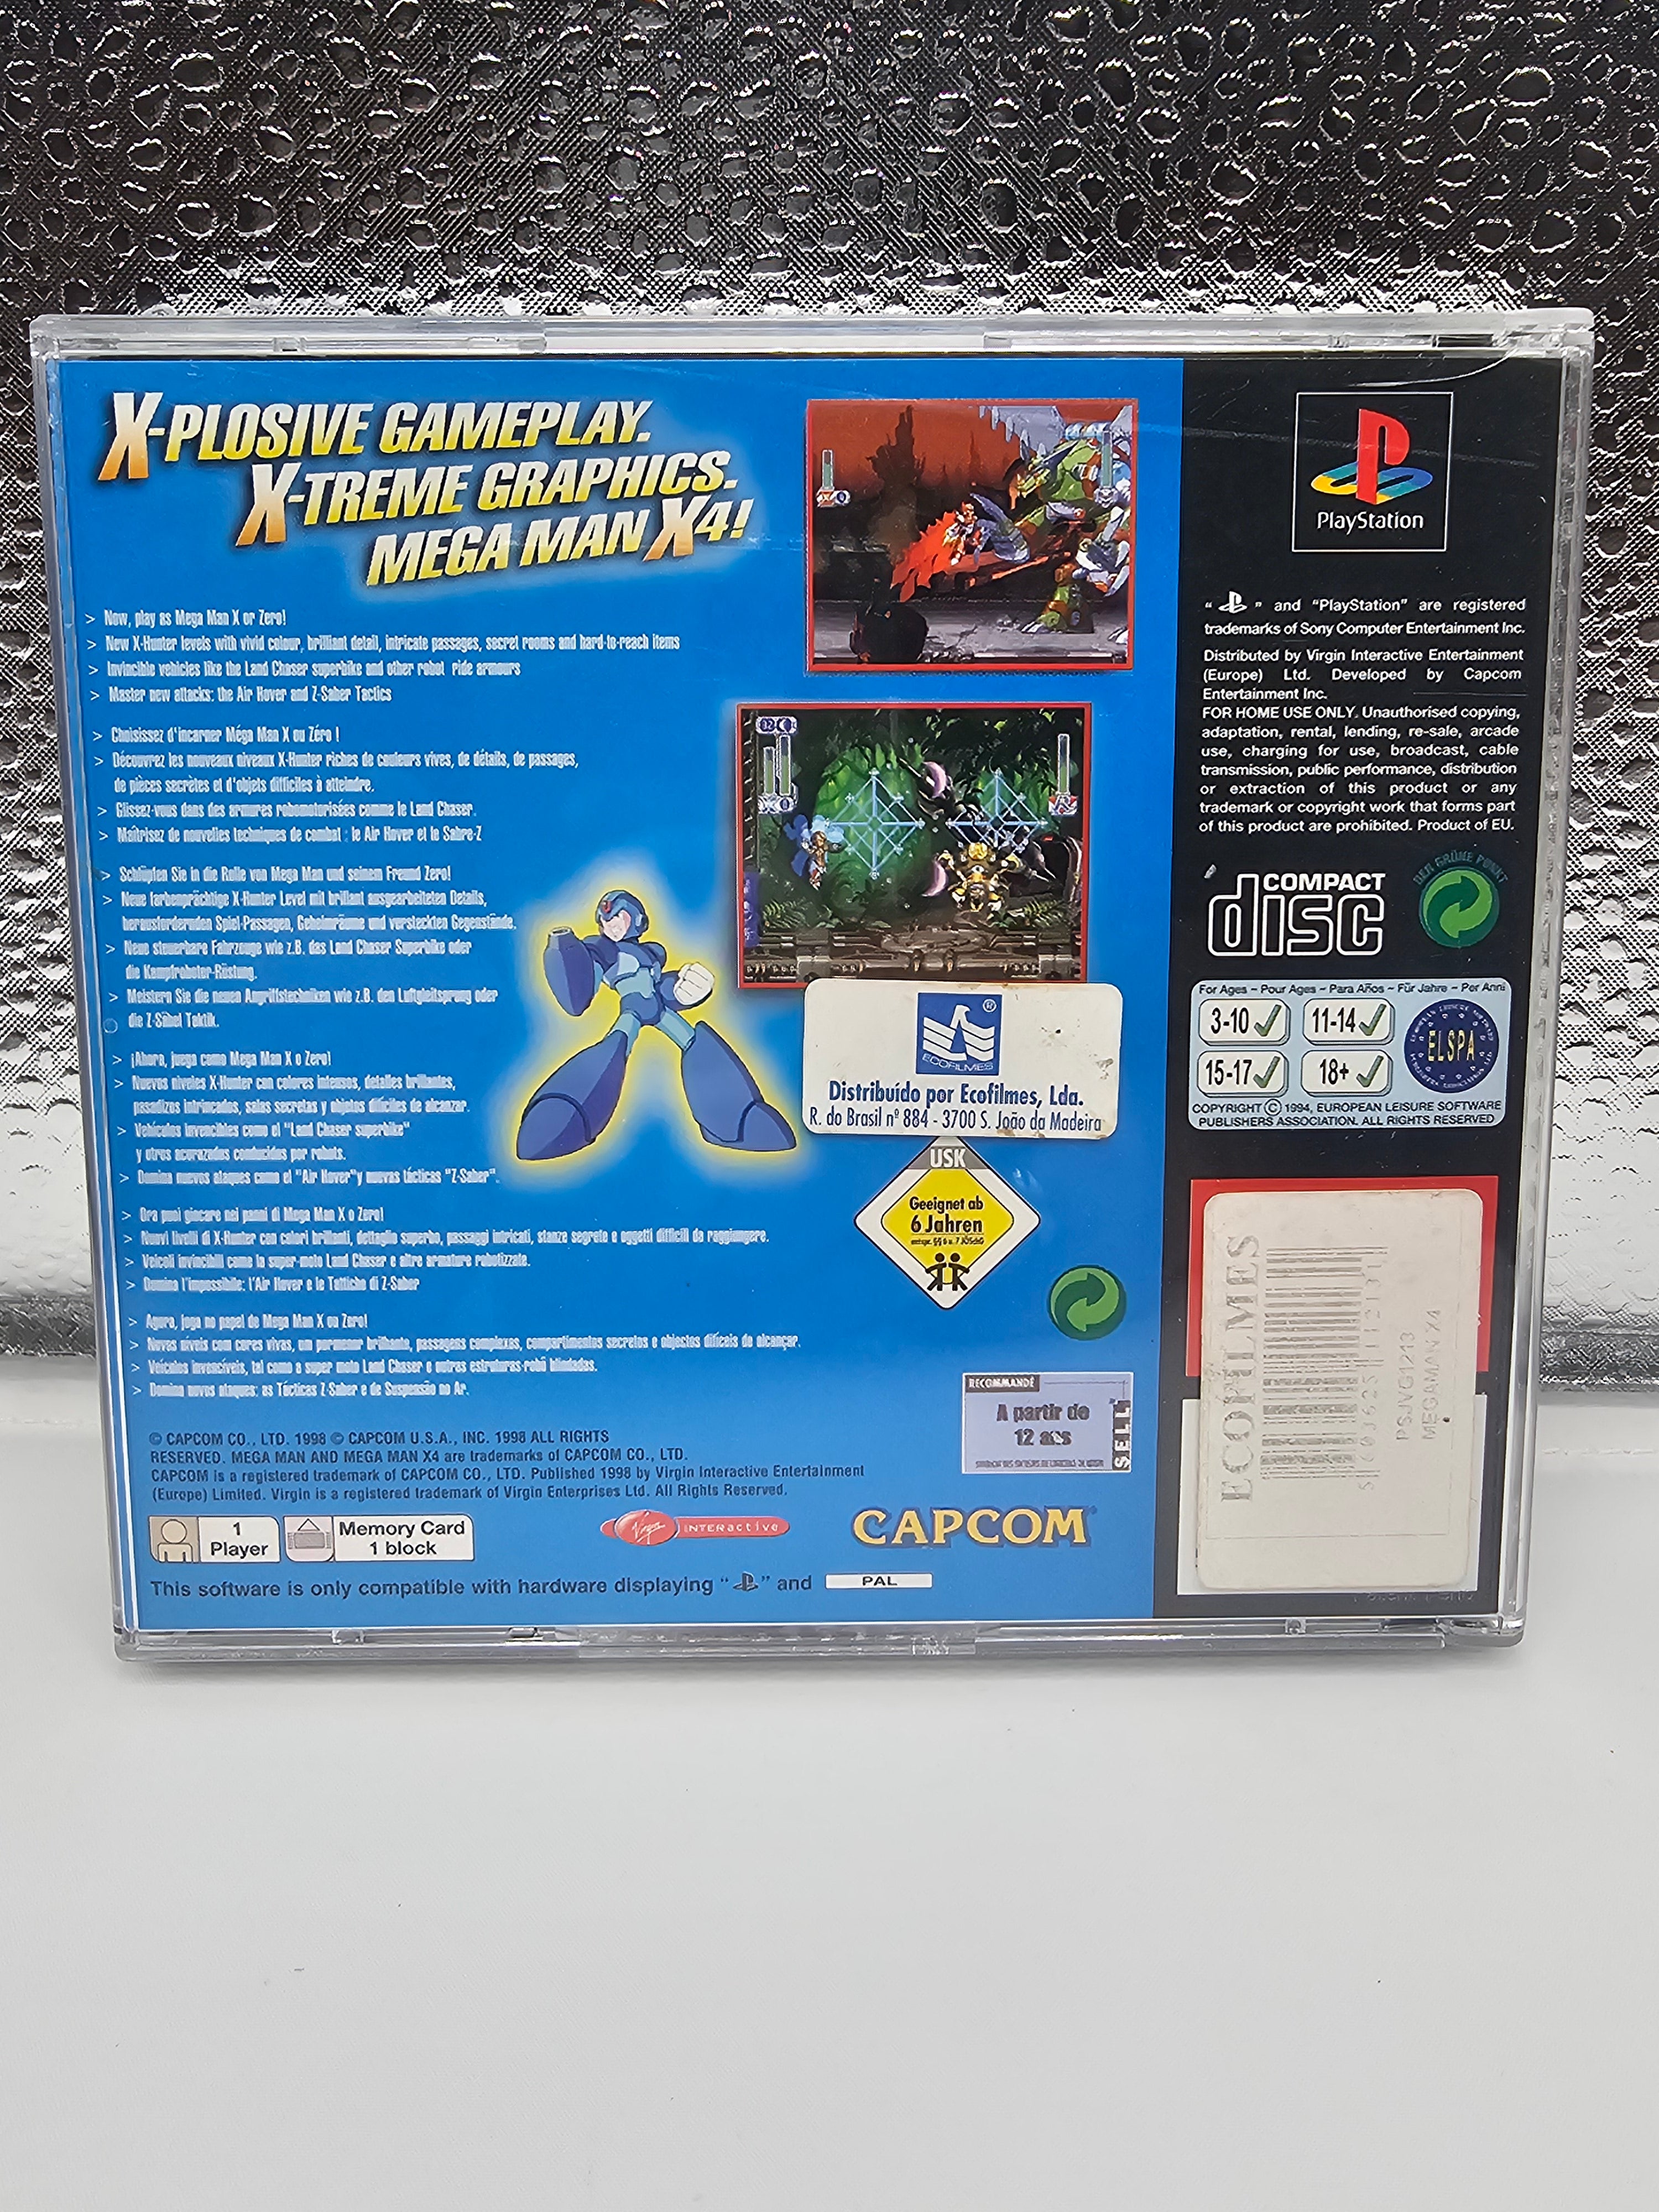 X-PLOSIVE GAMEPLAY.
X-TREME GRAPHICS.
MEGA MAN X4!
> Now, play as Mega Man X or Zero!
> New X-Hunter levels with vivid colour, brilliant detail, intricate passages, secret rooms and hard-to-reach items
> Invincible vehicles like the Land Chaser superbike and other robot ride armours
> Master new attacks: the Air Hover and Z-Saber Tactics
> Choisissez d'incarner Méga Man X ou Zéro !
> Découvrez les nouveaux niveaux X-Hunter riches de couleurs vives, de détails, de passages,
de pièces secrètes et d'objets difficiles à atteindre.
> Glissez-vous dans des armures robomotorisées comme le Land Chaser.
> Maîtrisez de nouvelles techniques de combat : le Air Hover et le Sabre-Z
> Schlüpfen Sie in die Rolle von Mega Man und seinem Freund Zero!
> Neue farbenprächtige X-Hunter Level mit brillant ausgearbeiteten Details,
herausfordernden Spiel-Passagen, Geheimräume und versteckten Gegenstände.
> Neue steuerbare Fahrzeuge wie z.B. das Land Chaser Superbike oder
die Kampfroboter-Rüstung.
> Meistern Sie die neuen Angriffstechniken wie z.B. den Luftgleitsprung oder
die Z-Säbel Taktik.
> ¡Ahora, juega como Mega Man X o Zero!
> Nuevos niveles X-Hunter con colores intensos, detalles brillantes,
pasadizos intrincados, salas secretas y objetos difíciles de alcanzar.
> Vehículos invencibles como el "Land Chaser superbike"
y otros acorazados conducidos por robots.
> Domina nuevos ataques como el "Air Hover"y nuevas tácticas "Z-Saber".
> Ora puoi giocare nei panni di Mega Man X o Zero!
> Nuovi livelli di X-Hunter con colori brillanti, dettaglio superbo, passaggi intricati, stanze segrete e oggetti difficili da raggiungere.
> Veicoli invincibili come la super-moto Land Chaser e altre armature robotizzate.
> Domina l'impossibile: l'Air Hover e le Tattiche di Z-Saber
> Agora, joga no papel de Mega Man X ou Zero!
> Novos níveis com cores vivas, um pormenor brilhante, passagens complexas, compartimentos secretos e objectos difíceis de alcançar.
> Veículos invencíveis, tal como a super moto Land Chaser e outras estruturas-robô blindadas.
> Domina novos ataques: as Tácticas Z-Saber e de Suspensão no Ar.
© CAPCOM CO., LTD. 1998 © CAPCOM U.S.A., INC. 1998 ALL RIGHTS
RESERVED. MEGA MAN AND MEGA MAN X4 are trademarks of CAPCOM CO., LTD.
CAPCOM is a registered trademark of CAPCOM CO., LTD. Published 1998 by Virgin Interactive Entertainment
(Europe) Limited. Virgin is a registered trademark of Virgin Enterprises Ltd. All Rights Reserved.
1
Player
Memory Card
1 block
Virgin INTERACTIVE
CAPCOM
This software is only compatible with hardware displaying " " and PAL
® ECOFILMES
Distribuído por Ecofilmes, Lda.
R. do Brasil nº 884 - 3700 S. João da Madeira
USK
Geeignet ab
6 Jahren
RECOMMANDÉ
A partir de
12 ans
SELL
PlayStation
" " and "PlayStation" are registered
trademarks of Sony Computer Entertainment Inc.
Distributed by Virgin Interactive Entertainment
(Europe) Ltd. Developed by Capcom
Entertainment Inc.
FOR HOME USE ONLY. Unauthorised copying,
adaptation, rental, lending, re-sale, arcade
use, charging for use, broadcast, cable
transmission, public performance, distribution
or extraction of this product or any
trademark or copyright work that forms part
of this product are prohibited. Product of EU.
COMPACT
disc
DER GRÜNE PUNKT
For Ages ~ Pour Ages ~ Para Años ~ Für Jahre ~ Per Anni
3-10 11-14
15-17 18+
ELSPA
COPYRIGHT © 1994, EUROPEAN LEISURE SOFTWARE
PUBLISHERS ASSOCIATION. ALL RIGHTS RESERVED
ECOFILMES
PSJVG1213
MEGAMAN X4